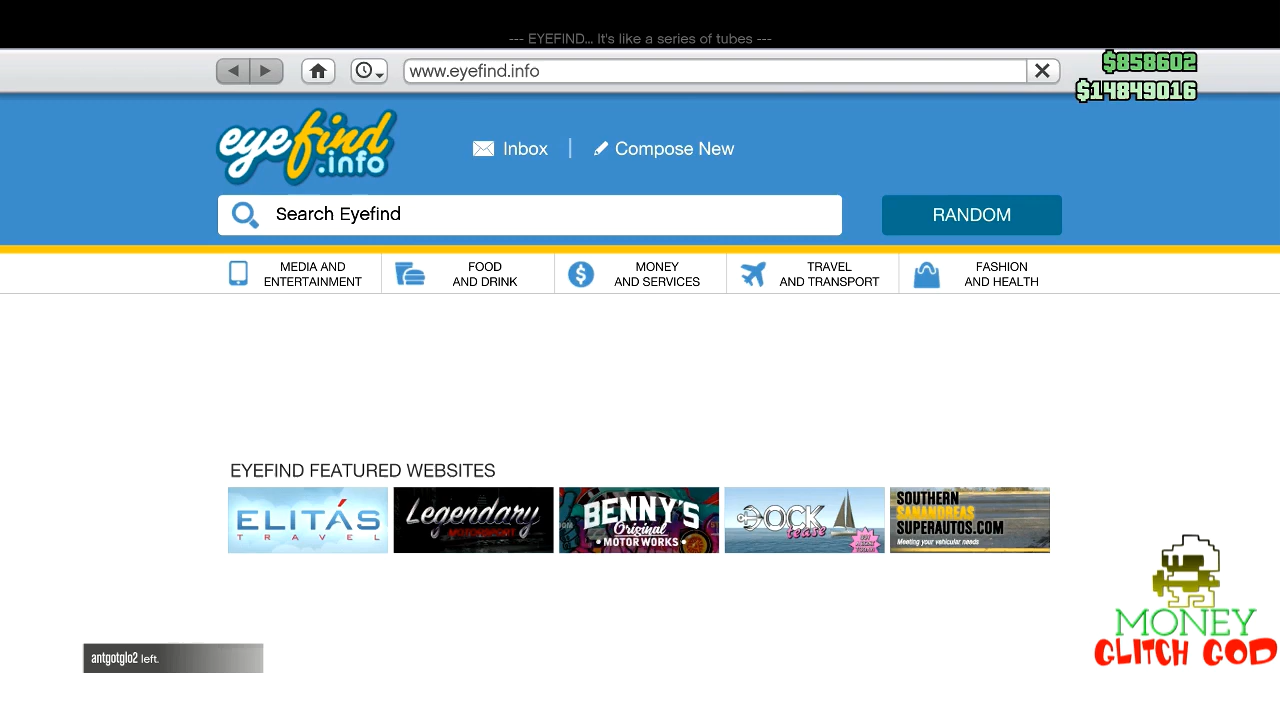 --- EYEFIND... It's like a series of tubes ---
www.eyefind.info
$858602
$14849016
eyefind
.info
Inbox
Compose New
Search Eyefind
RANDOM
MEDIA AND
ENTERTAINMENT
FOOD
AND DRINK
MONEY
AND SERVICES
TRAVEL
AND TRANSPORT
FASHION
AND HEALTH
EYEFIND FEATURED WEBSITES
ELITÁS
TRAVEL
Legendary
MOTORSPORT
BENNY'S
Original
MOTOR WORKS
DOCK
tease
SOUTHERN
SANANDREAS
SUPERAUTOS.COM
Meeting your vehicular needs
MONEY
GLITCH GOD
antgotglo2 left.